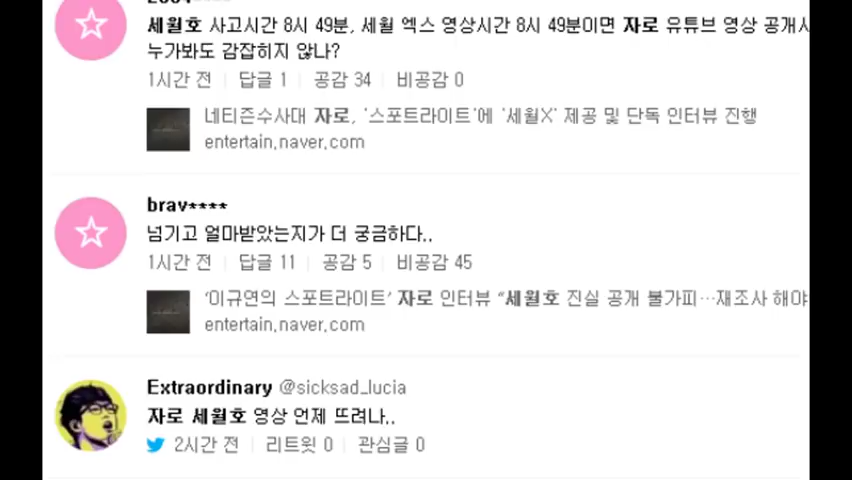 세월호 사고시간 8시 49분, 세월 엑스 영상시간 8시 49분이면 자로 유튜브 영상 공개시
누가봐도 감잡히지 않나?
1시간 전 답글 1 공감 34 비공감 0
네티즌수사대 자로, '스포트라이트'에 '세월X' 제공 및 단독 인터뷰 진행
entertain.naver.com
brav****
넘기고 얼마받았는지가 더 궁금하다..
1시간 전 답글 11 공감 5 비공감 45
'이규연의 스포트라이트' 자로 인터뷰 "세월호 진실 공개 불가피…재조사 해야
entertain.naver.com
Extraordinary @sicksad_lucia
자로 세월호 영상 언제 뜨려나..
2시간 전 리트윗 0 관심글 0